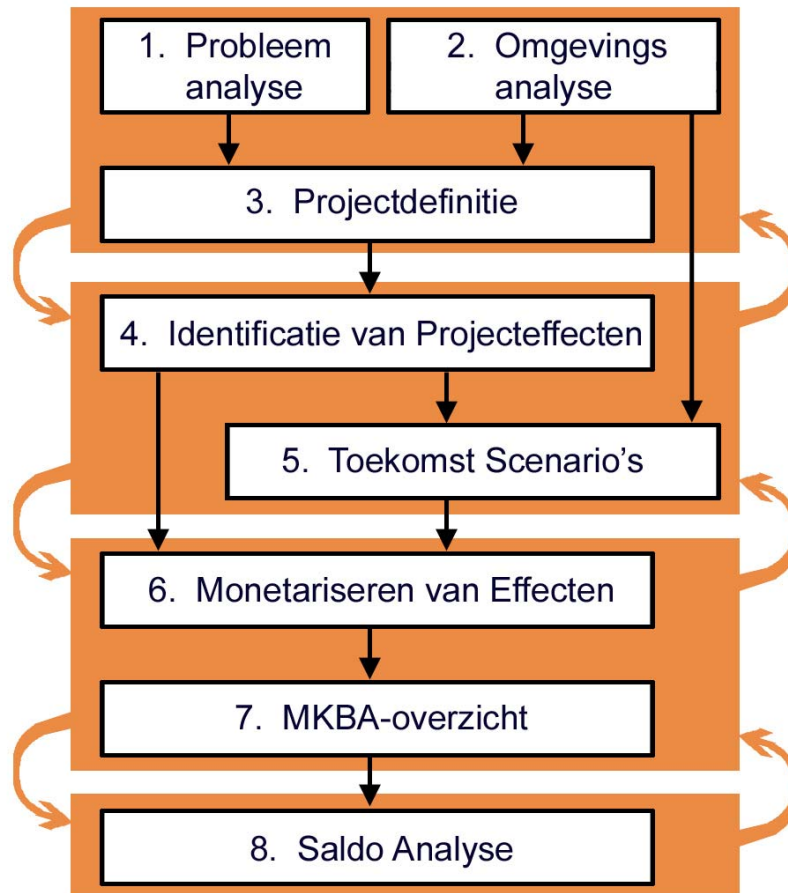 1. Probleem
analyse
2. Omgevings
analyse
3. Projectdefinitie
4. Identificatie van Projecteffecten
5. Toekomst Scenario's
6. Monetariseren van Effecten
7. MKBA-overzicht
8. Saldo Analyse